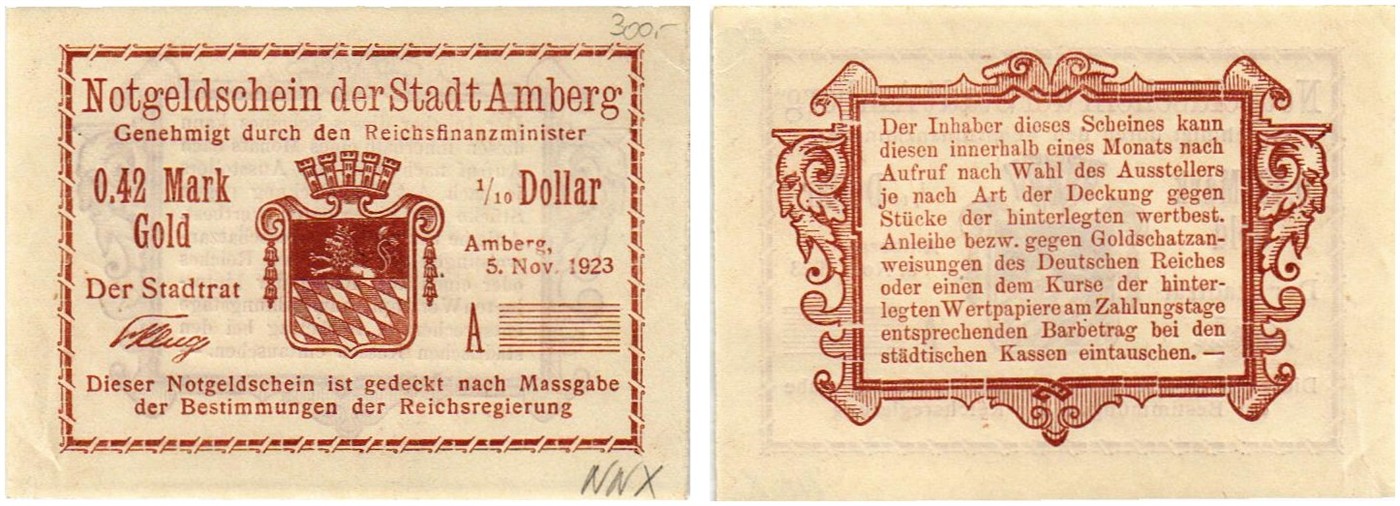 300,-
Notgeldschein der Stadt Amberg
Genehmigt durch den Reichsfinanzminister
0.42 Mark
Gold
1/10 Dollar
Amberg,
5. Nov. 1923
Der Stadtrat
A
Dieser Notgeldschein ist gedeckt nach Massgabe
der Bestimmungen der Reichsregierung
NNX
Der Inhaber dieses Scheines kann
diesen innerhalb eines Monats nach
Aufruf nach Wahl des Ausstellers
je nach Art der Deckung gegen
Stücke der hinterlegten wertbest.
Anleihe bezw. gegen Goldschatzan-
weisungen des Deutschen Reiches
oder einen dem Kurse der hinter-
legten Wertpapiere am Zahlungstage
entsprechenden Barbetrag bei den
städtischen Kassen eintauschen. —